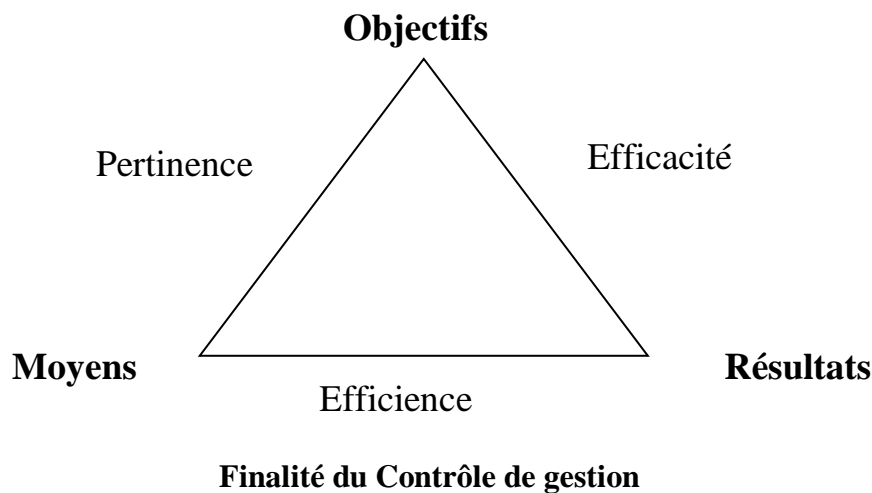 Objectifs
Pertinence
Efficacité
Moyens
Résultats
Efficience
Finalité du Contrôle de gestion